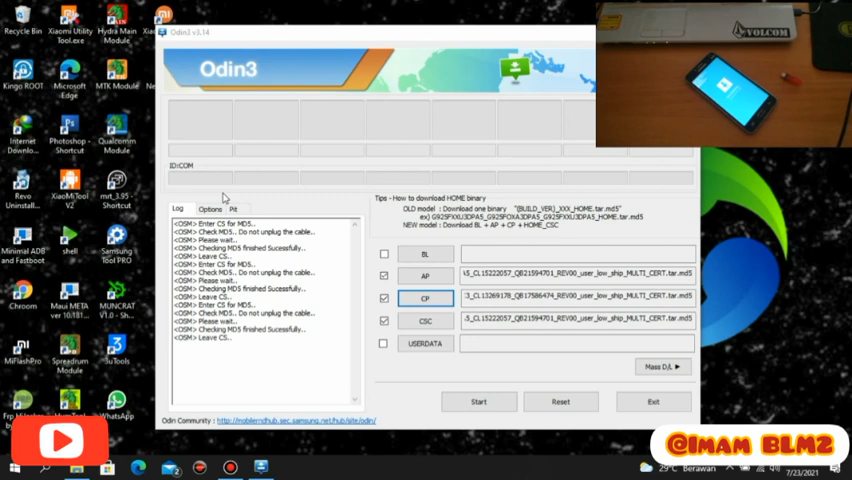 Recycle Bin
Xiaomi Utility Tool.exe
Hydra Main Module
Kingo ROOT
Microsoft Edge
MTK Module
Internet Downlo...
Photoshop - Shortcut
Qualcomm Module
Revo Uninstall...
XiaoMiTool V2
mrt_3.95 - Shortcut
Minimal ADB and Fastboot
shell
Samsung Tool PRO
Chroom
Maui META ver 10.181...
MUNCRAT V1.0 - Shor...
MiFlashPro
Spreadrum Module
3uTools
WhatsApp
Odin3 v3.14
Odin3
VOLCOM
ID:COM
Log
Options
Pit
<OSM> Enter CS for MD5..
<OSM> Check MD5.. Do not unplug the cable..
<OSM> Please wait..
<OSM> Checking MD5 finished Sucessfully..
<OSM> Leave CS..
<OSM> Enter CS for MD5..
<OSM> Check MD5.. Do not unplug the cable..
<OSM> Please wait..
<OSM> Checking MD5 finished Sucessfully..
<OSM> Leave CS..
<OSM> Enter CS for MD5..
<OSM> Check MD5.. Do not unplug the cable..
<OSM> Please wait..
<OSM> Checking MD5 finished Sucessfully..
<OSM> Leave CS..
Tips - How to download HOME binary
OLD model : Download one binary "(BUILD_VER)_XXX_HOME.tar.md5"
ex) G925FXXU3DPA5_G925FOXA3DPA5_G925FXXU3DPA5_HOME.tar.md5
NEW model : Download BL + AP + CP + HOME_CSC
BL
AP
\5_CL15222057_QB21594701_REV00_user_low_ship_MULTI_CERT.tar.md5
CP
'3_CL13269178_QB17586474_REV00_user_low_ship_MULTI_CERT.tar.md5
CSC
.5_CL15222057_QB21594701_REV00_user_low_ship_MULTI_CERT.tar.md5
USERDATA
Mass D/L ▶
Start
Reset
Exit
Odin Community : http://mobilerndhub.sec.samsung.net/hub/site/odin/
@IMAM BLM2
29°C Berawan
7/23/2021